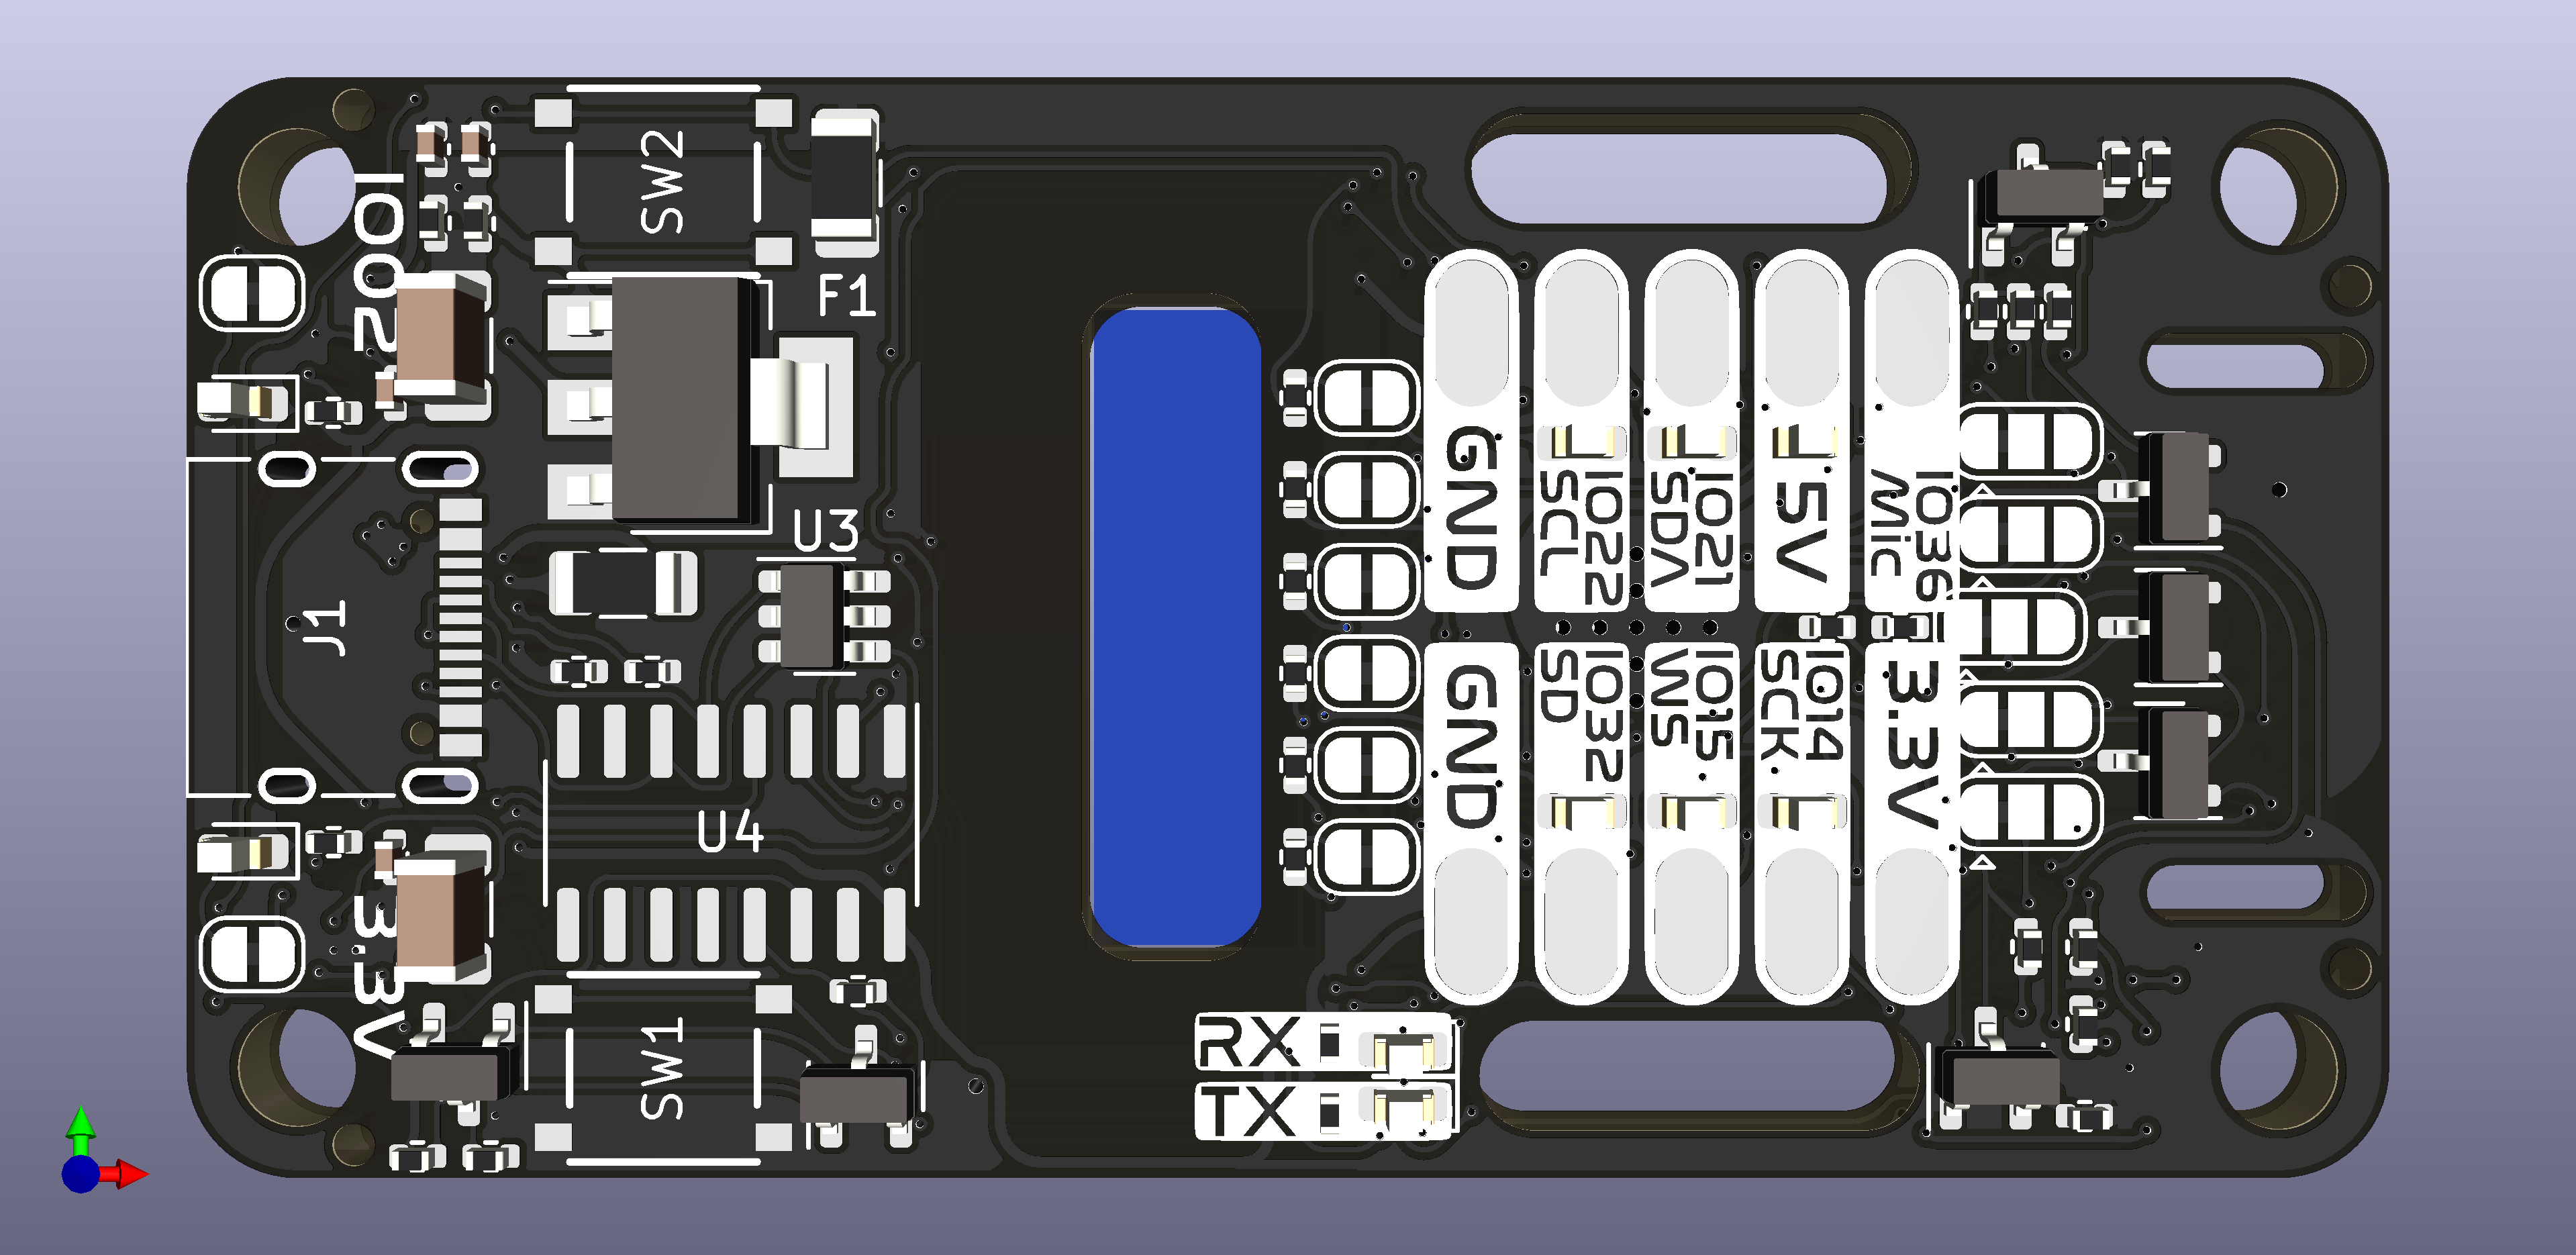 IO02
SW2
F1
U3
J1
U4
3.3V
SW1
GND
SCL
IO22
SDA
IO21
5V
Mic
IO36
GND
SD
IO32
WS
IO15
SCK
IO14
3.3V
RX
TX